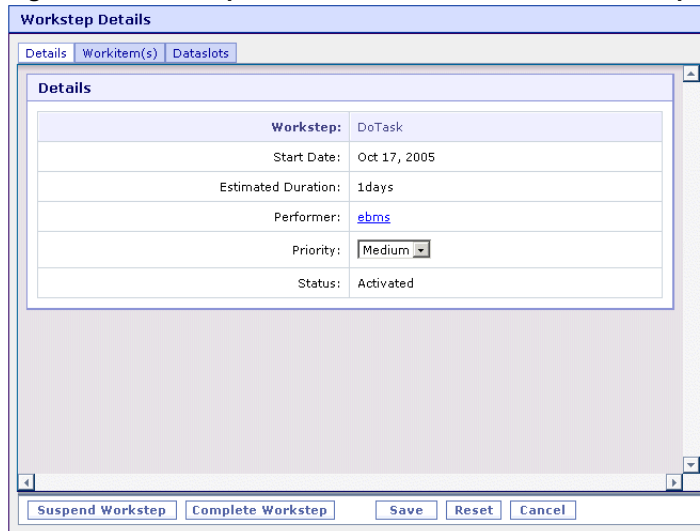 Workstep Details
Details Workitem(s) Dataslots
Details
Workstep: DoTask
Start Date: Oct 17, 2005
Estimated Duration: 1days
Performer: ebms
Priority: Medium
Status: Activated
Suspend Workstep Complete Workstep Save Reset Cancel